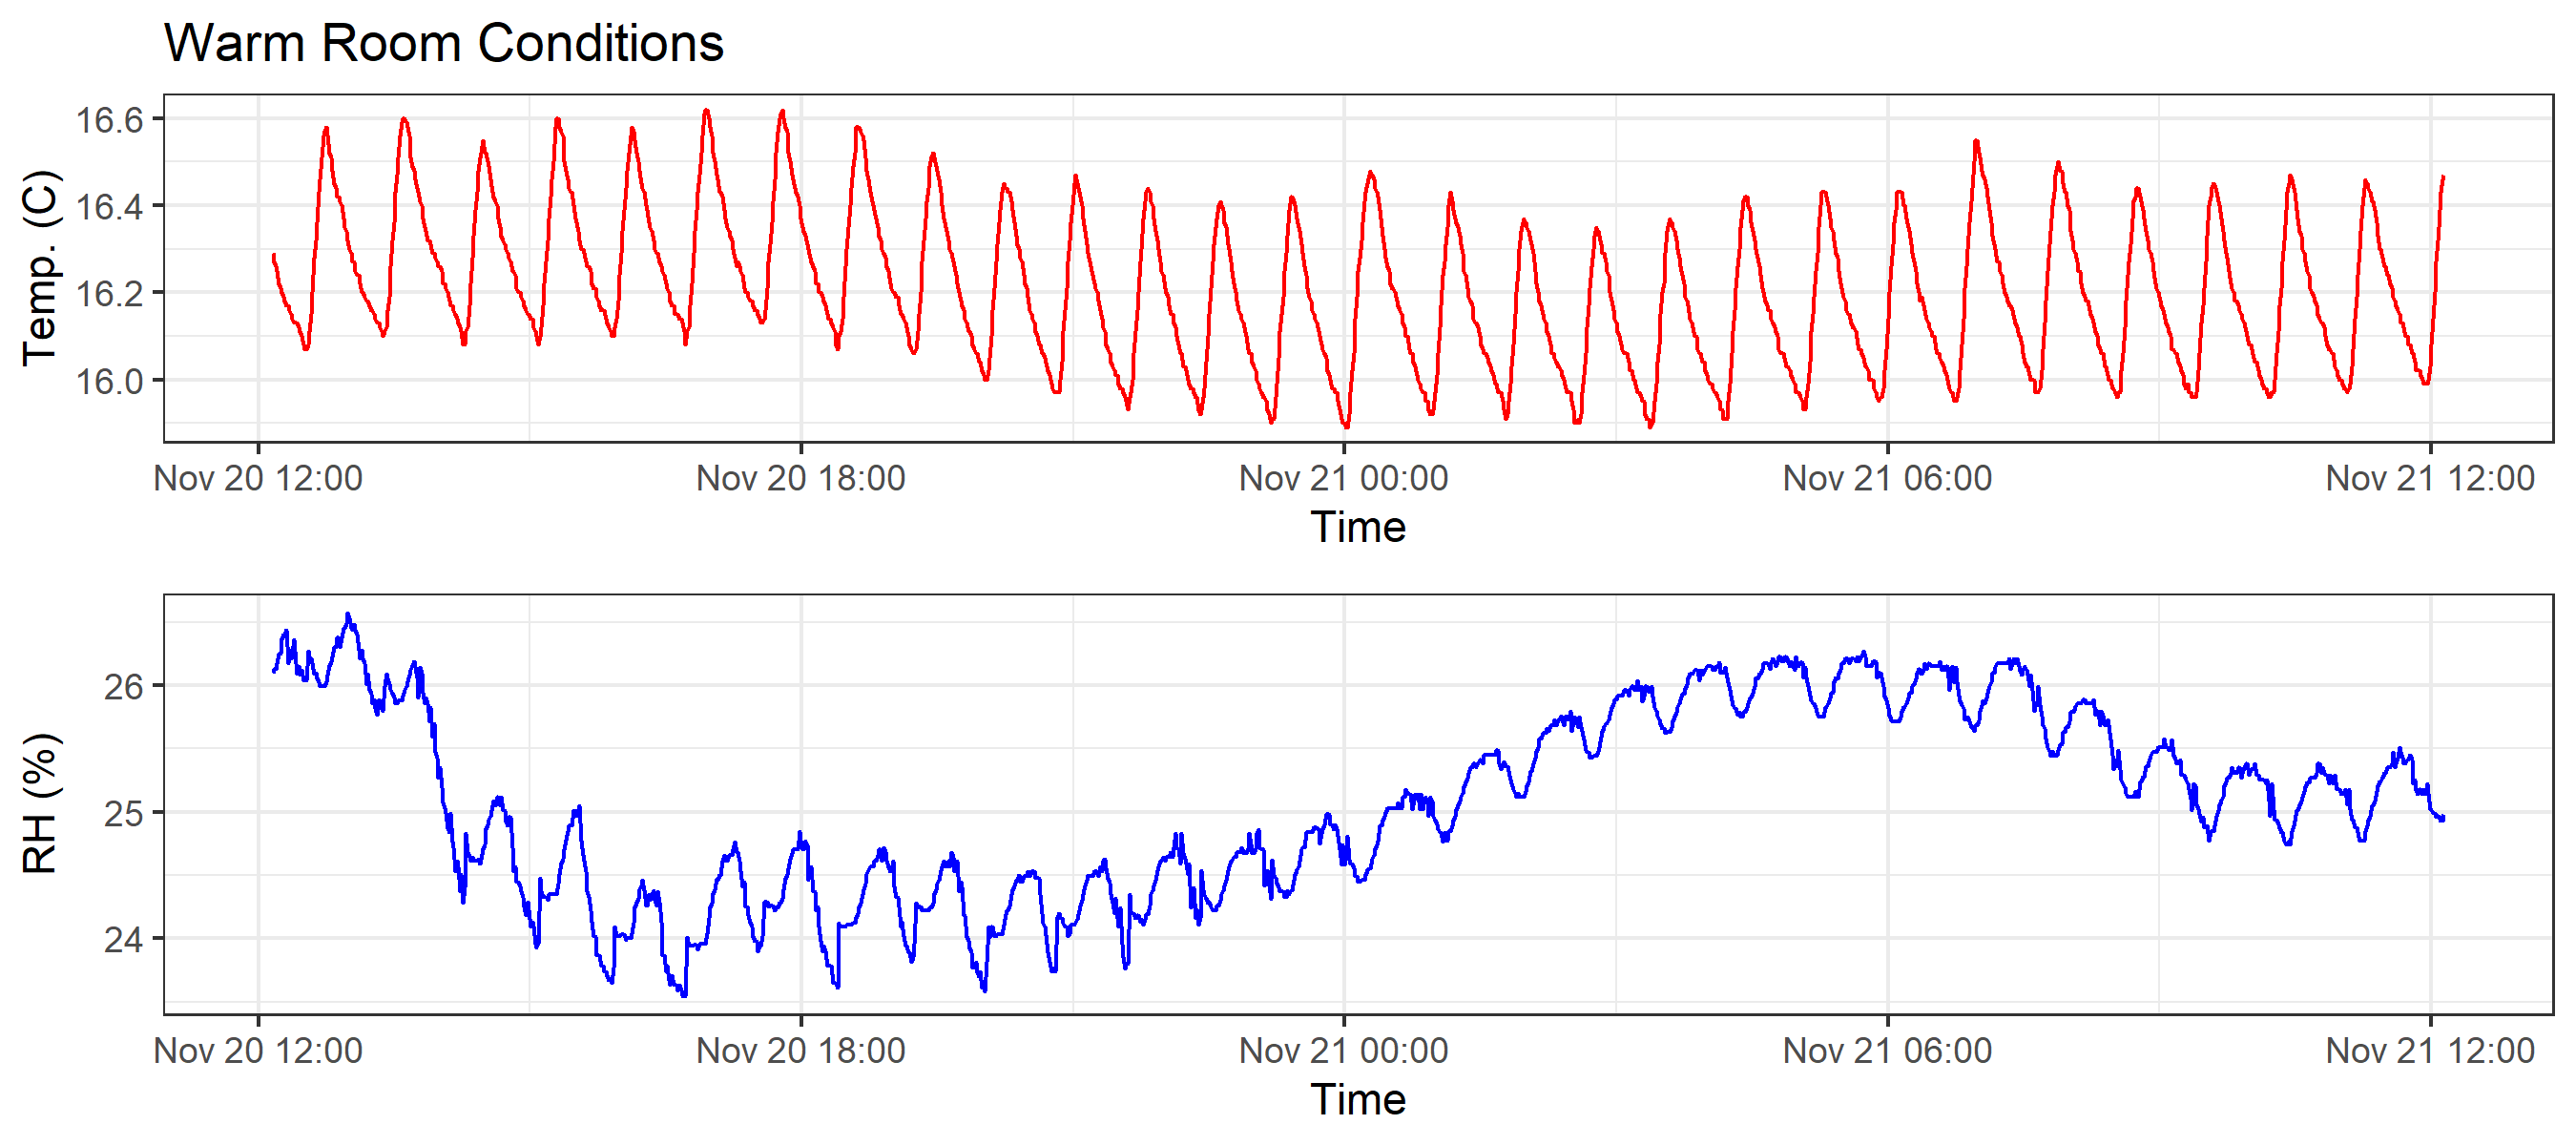 Warm Room Conditions
Temp. (C)
16.6
16.4
16.2
16.0
Nov 20 12:00 Nov 20 18:00 Nov 21 00:00 Nov 21 06:00 Nov 21 12:00
Time
RH (%)
26
25
24
Nov 20 12:00 Nov 20 18:00 Nov 21 00:00 Nov 21 06:00 Nov 21 12:00
Time